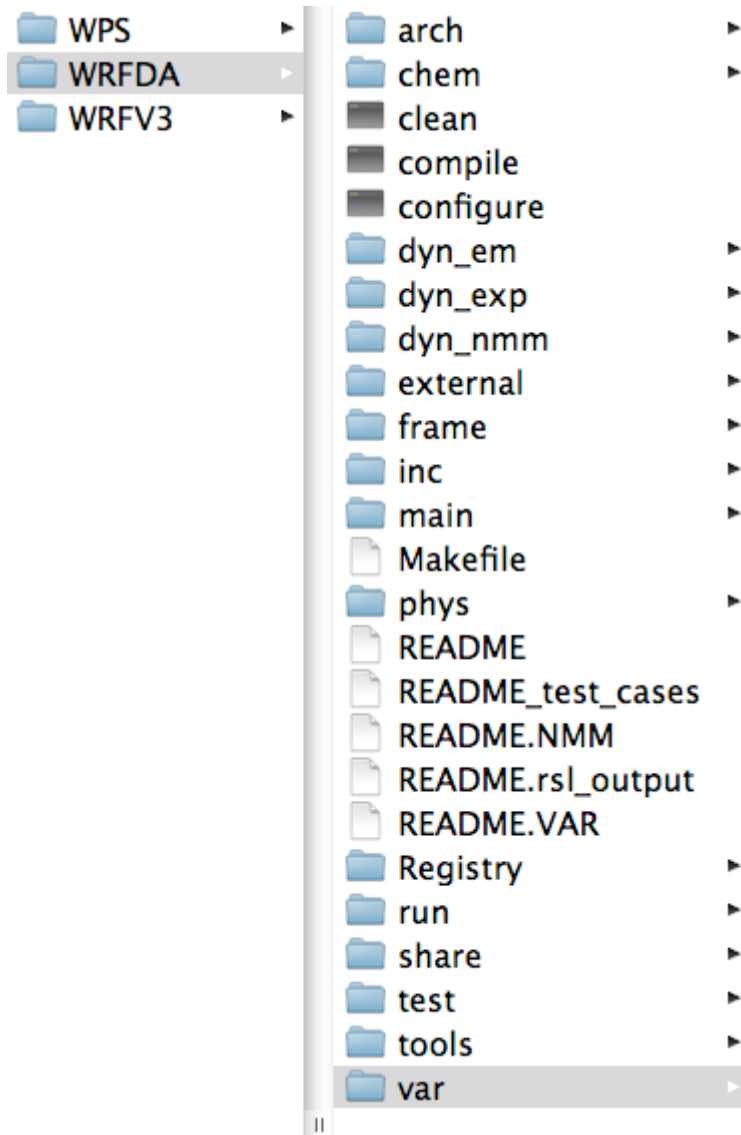 WPS
WRFDA
WRFV3
arch
chem
clean
compile
configure
dyn_em
dyn_exp
dyn_nmm
external
frame
inc
main
Makefile
phys
README
README_test_cases
README.NMM
README.rsl_output
README.VAR
Registry
run
share
test
tools
var